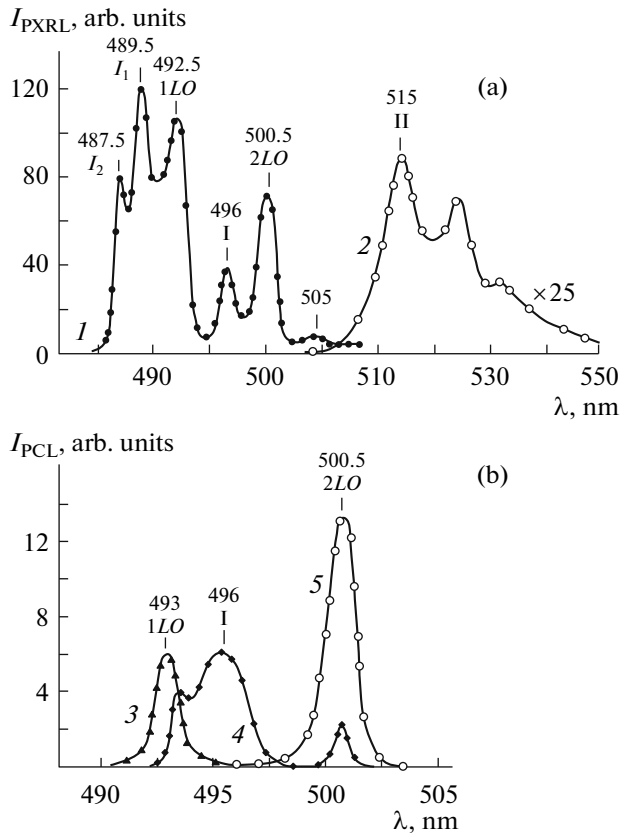 I_PXRL, arb. units
489.5
I_1
492.5
1LO
(a)
120
487.5
I_2
515
II
500.5
2LO
80
496
I
2
40
505
×25
1
0
490 500 510 530 550
λ, nm
I_PCL, arb. units
500.5
2LO
(b)
12
5
493
1LO
496
I
8
4
3
4
490 495 500 505
λ, nm